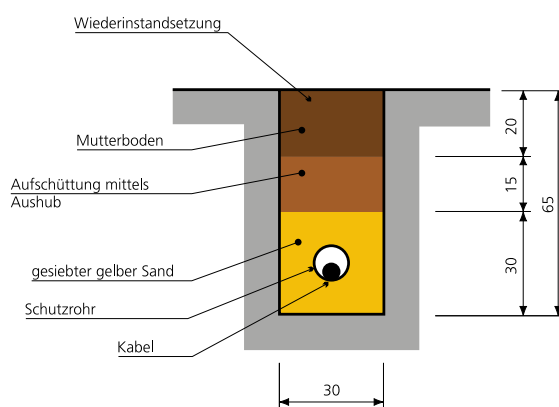 Wiederinstandsetzung
Mutterboden
Aufschüttung mittels
Aushub
gesiebter gelber Sand
Schutzrohr
Kabel
20
15
30
65
30